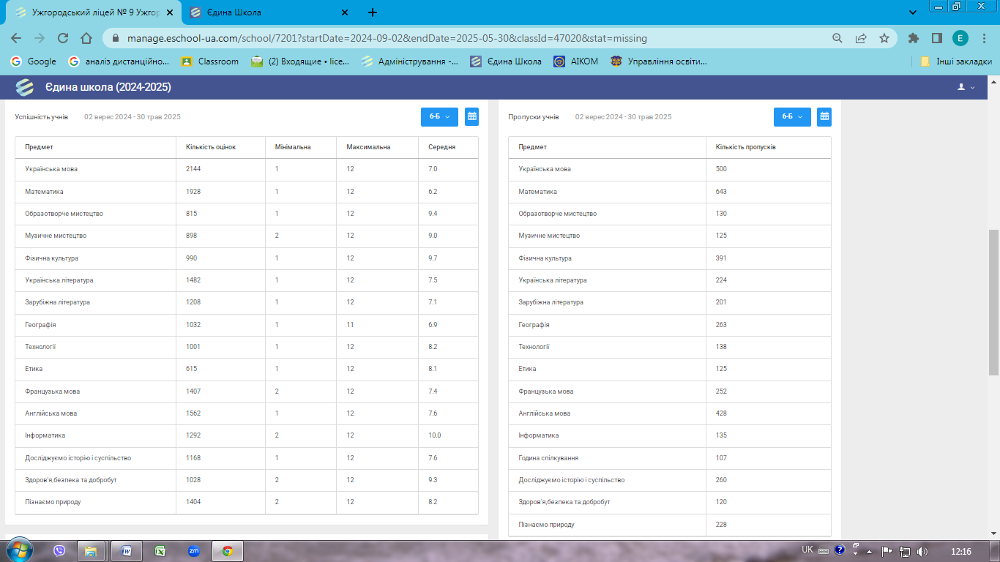 Ужгородський ліцей № 9 Ужгор
Єдина Школа
manage.eschool-ua.com/school/7201?startDate=2024-09-02&endDate=2025-05-30&classId=47020&stat=missing
E
Google аналіз дистанційно... Classroom (2) Входящие • lice... Адміністрування -... Єдина Школа АІКОМ Управління освіти... Інші закладки
Єдина школа (2024-2025)
Успішність учнів 02 верес 2024 - 30 трав 2025 6-Б
Предмет Кількість оцінок Мінімальна Максимальна Середня
Українська мова 2144 1 12 7.0
Математика 1928 1 12 6.2
Образотворче мистецтво 815 1 12 9.4
Музичне мистецтво 898 2 12 9.0
Фізична культура 990 1 12 9.7
Українська література 1482 1 12 7.5
Зарубіжна література 1208 1 12 7.1
Географія 1032 1 11 6.9
Технології 1001 1 12 8.2
Етика 615 1 12 8.1
Французька мова 1407 2 12 7.4
Англійська мова 1562 1 12 7.6
Інформатика 1292 2 12 10.0
Досліджуємо історію і суспільство 1168 1 12 7.6
Здоров'я,безпека та добробут 1028 2 12 9.3
Пізнаємо природу 1404 2 12 8.2
Пропуски учнів 02 верес 2024 - 30 трав 2025 6-Б
Предмет Кількість пропусків
Українська мова 500
Математика 643
Образотворче мистецтво 130
Музичне мистецтво 125
Фізична культура 391
Українська література 224
Зарубіжна література 201
Географія 263
Технології 138
Етика 125
Французька мова 252
Англійська мова 428
Інформатика 135
Година спілкування 107
Досліджуємо історію і суспільство 260
Здоров'я,безпека та добробут 120
Пізнаємо природу 228
zm
UK
12:16